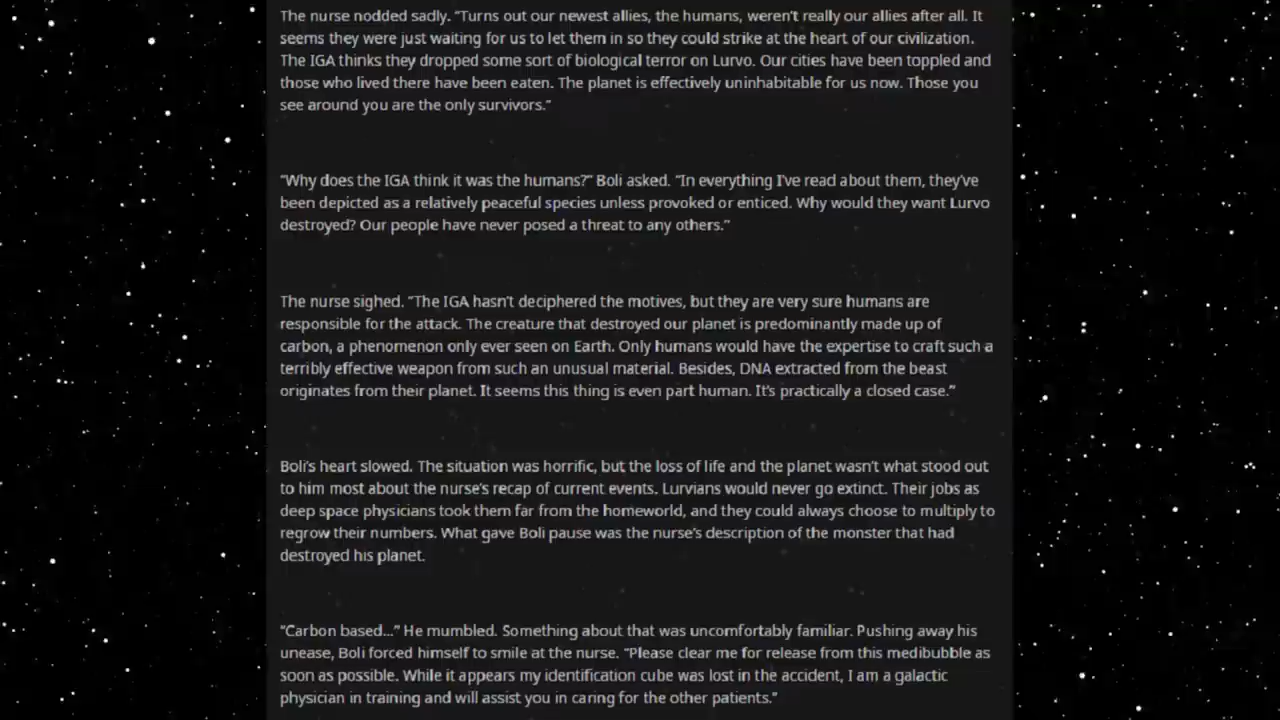 The nurse nodded sadly. “Turns out our newest allies, the humans, weren’t really our allies after all. It
seems they were just waiting for us to let them in so they could strike at the heart of our civilization.
The IGA thinks they dropped some sort of biological terror on Lurvo. Our cities have been toppled and
those who lived there have been eaten. The planet is effectively uninhabitable for us now. Those you
see around you are the only survivors.”
“Why does the IGA think it was the humans?” Boli asked. “In everything I’ve read about them, they’ve
been depicted as a relatively peaceful species unless provoked or enticed. Why would they want Lurvo
destroyed? Our people have never posed a threat to any others.”
The nurse sighed. “The IGA hasn’t deciphered the motives, but they are very sure humans are
responsible for the attack. The creature that destroyed our planet is predominantly made up of
carbon, a phenomenon only ever seen on Earth. Only humans would have the expertise to craft such a
terribly effective weapon from such an unusual material. Besides, DNA extracted from the beast
originates from their planet. It seems this thing is even part human. It’s practically a closed case.”
Boli’s heart slowed. The situation was horrific, but the loss of life and the planet wasn’t what stood out
to him most about the nurse’s recap of current events. Lurvians would never go extinct. Their jobs as
deep space physicians took them far from the homeworld, and they could always choose to multiply to
regrow their numbers. What gave Boli pause was the nurse’s description of the monster that had
destroyed his planet.
“Carbon based…” He mumbled. Something about that was uncomfortably familiar. Pushing away his
unease, Boli forced himself to smile at the nurse. “Please clear me for release from this medibubble as
soon as possible. While it appears my identification cube was lost in the accident, I am a galactic
physician in training and will assist you in caring for the other patients.”